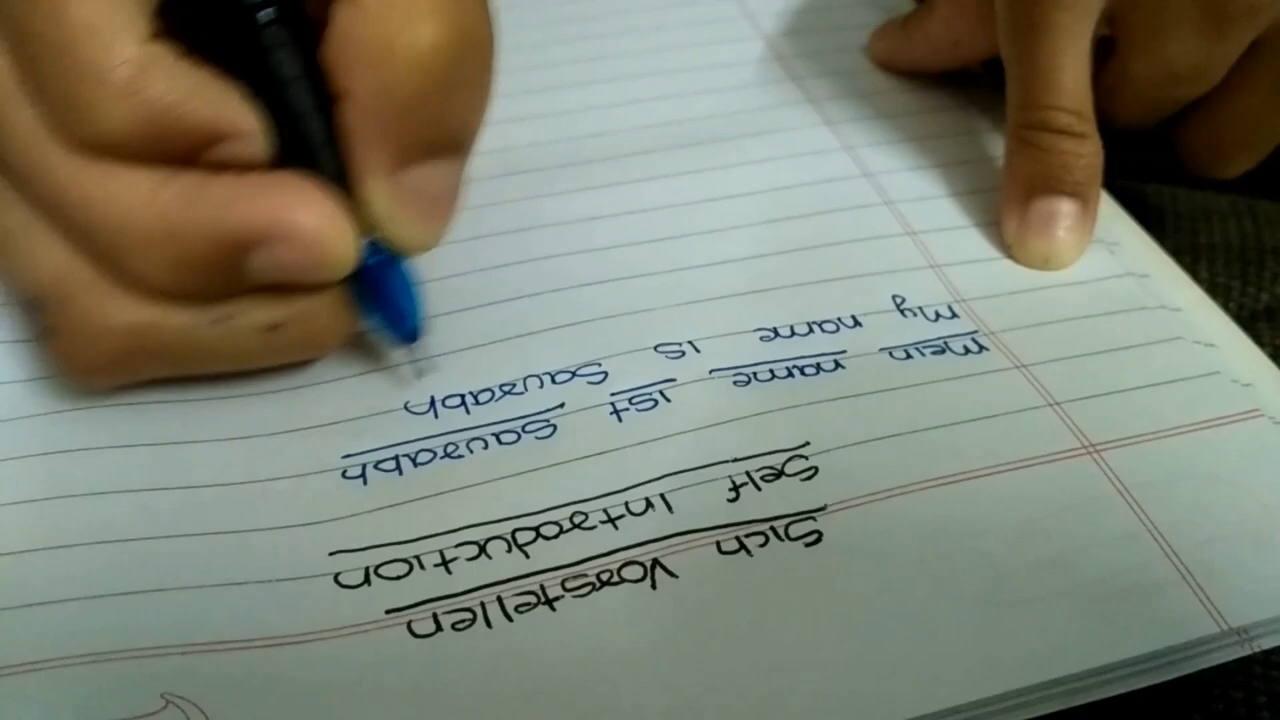 Sich Vorstellen
Self Introduction
Mein name ist Saurabh
My name is Saurabh